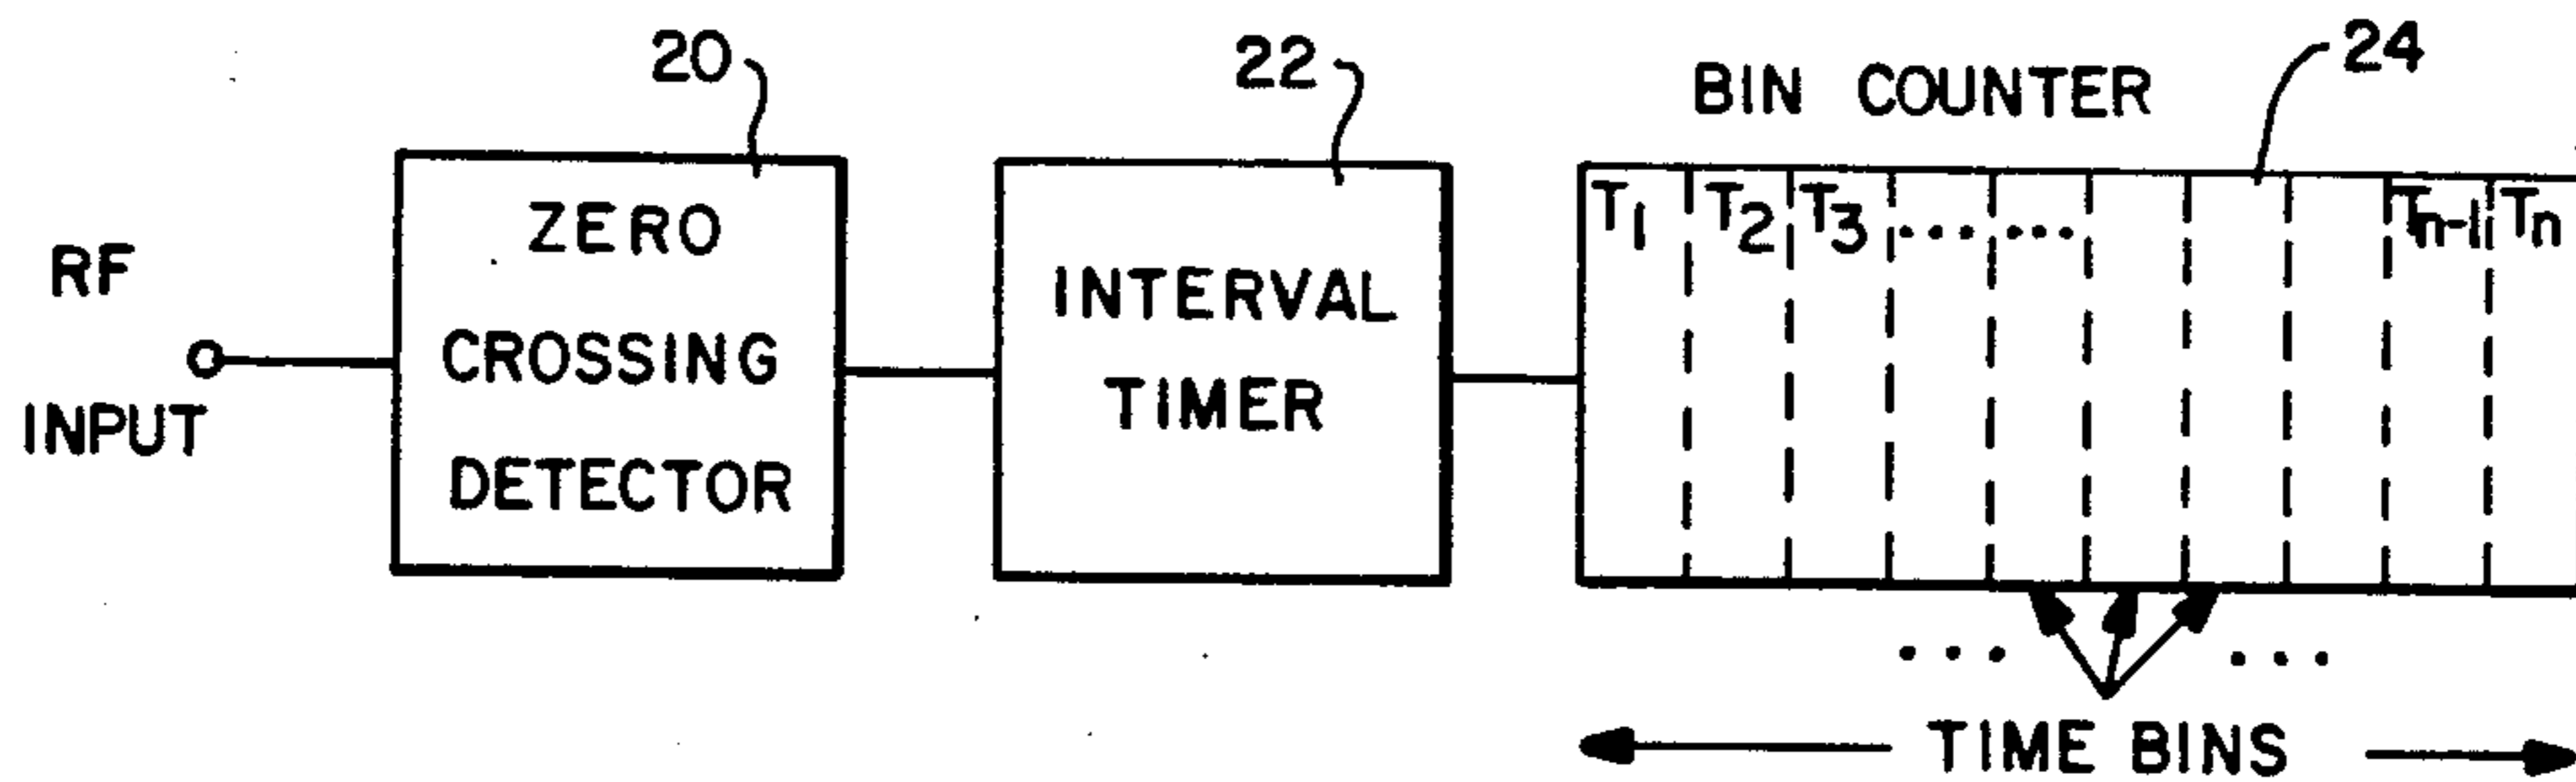 20
22
24
BIN COUNTER
RF
INPUT
ZERO
CROSSING
DETECTOR
INTERVAL
TIMER
T1 T2 T3 ... ... Tn-1 Tn
... ...
TIME BINS